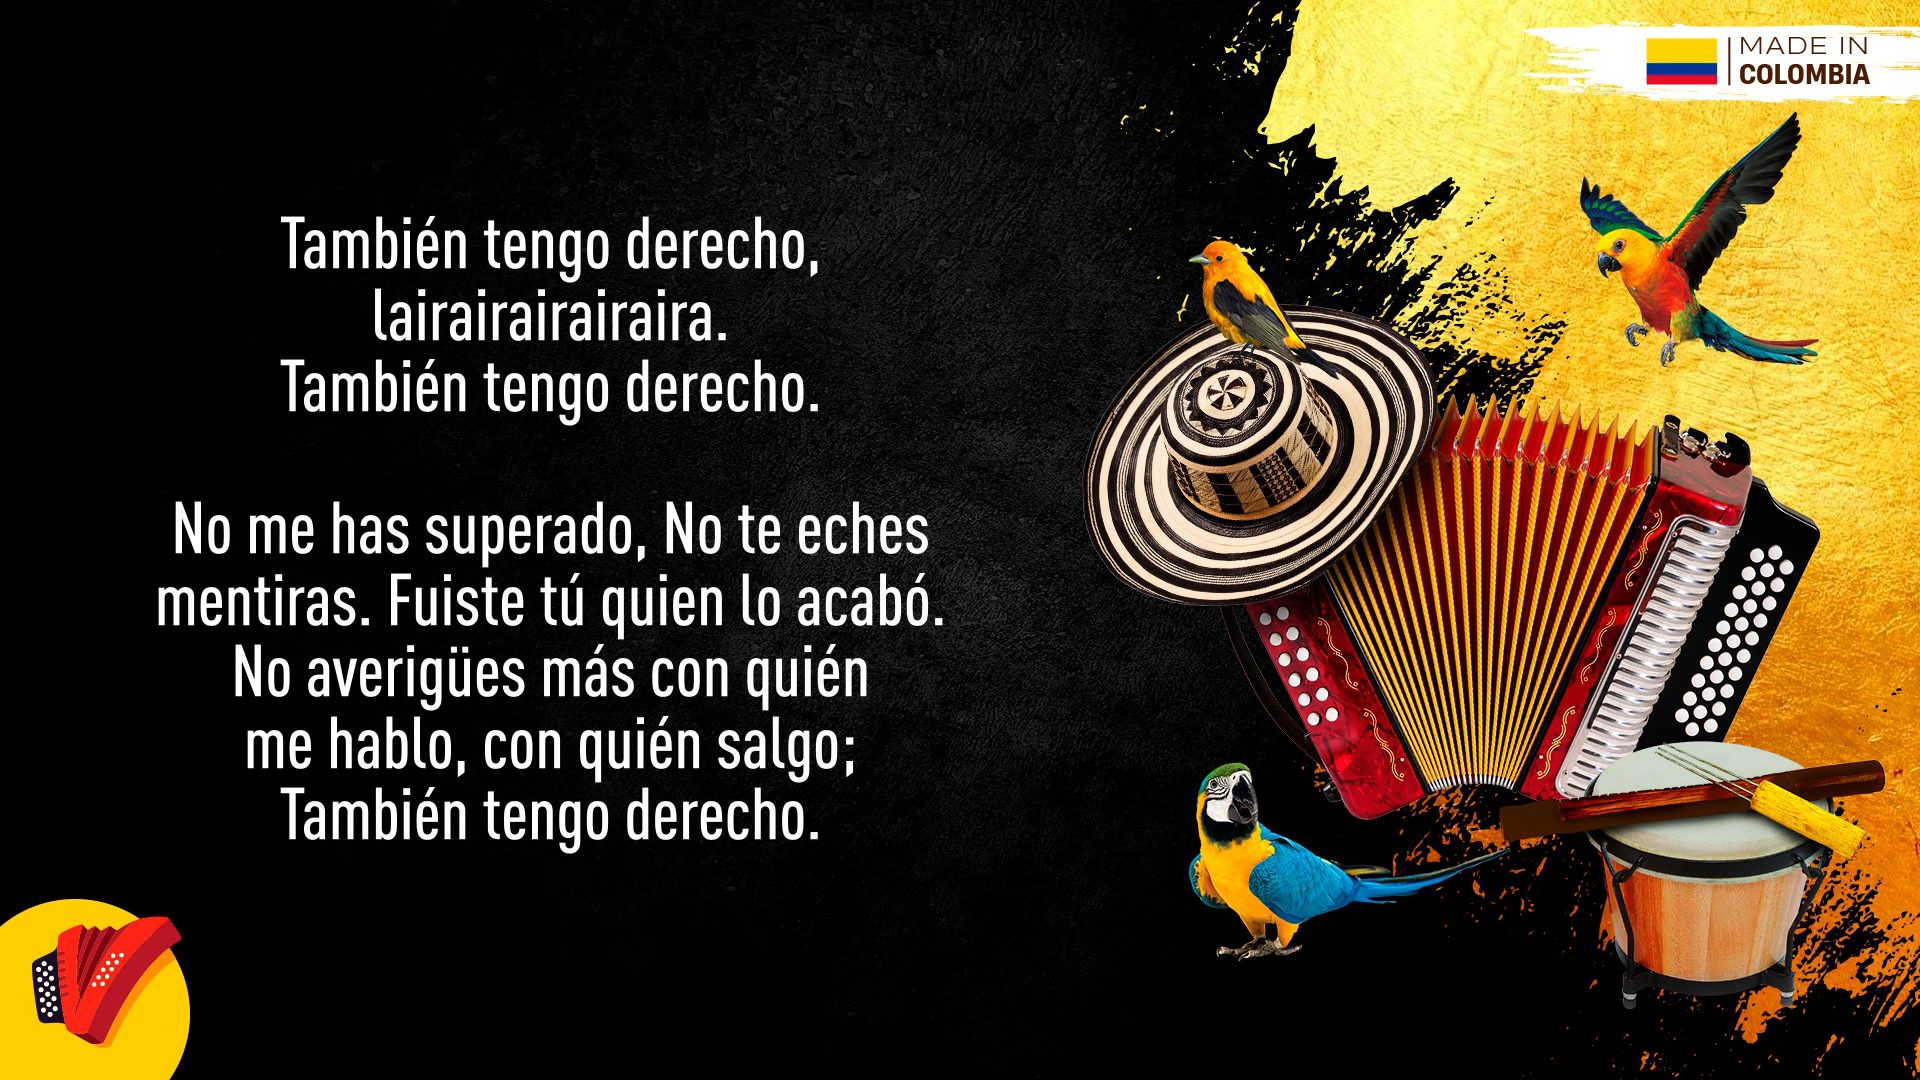 MADE IN
COLOMBIA
También tengo derecho,
lairairairairaira.
También tengo derecho.
No me has superado, No te eches
mentiras. Fuiste tú quien lo acabó.
No averigües más con quién
me hablo, con quién salgo;
También tengo derecho.